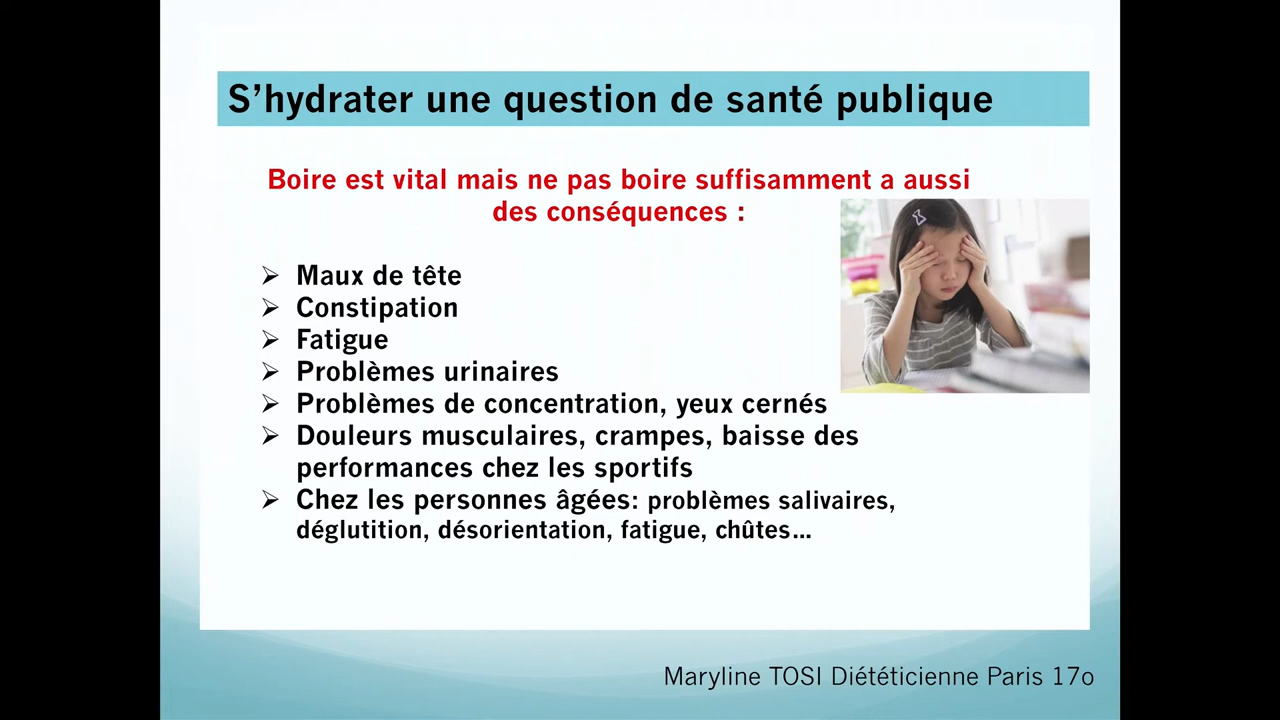 S’hydrater une question de santé publique
Boire est vital mais ne pas boire suffisamment a aussi
des conséquences :
➢ Maux de tête
➢ Constipation
➢ Fatigue
➢ Problèmes urinaires
➢ Problèmes de concentration, yeux cernés
➢ Douleurs musculaires, crampes, baisse des
performances chez les sportifs
➢ Chez les personnes âgées: problèmes salivaires,
déglutition, désorientation, fatigue, chûtes…
Maryline TOSI Diététicienne Paris 17o